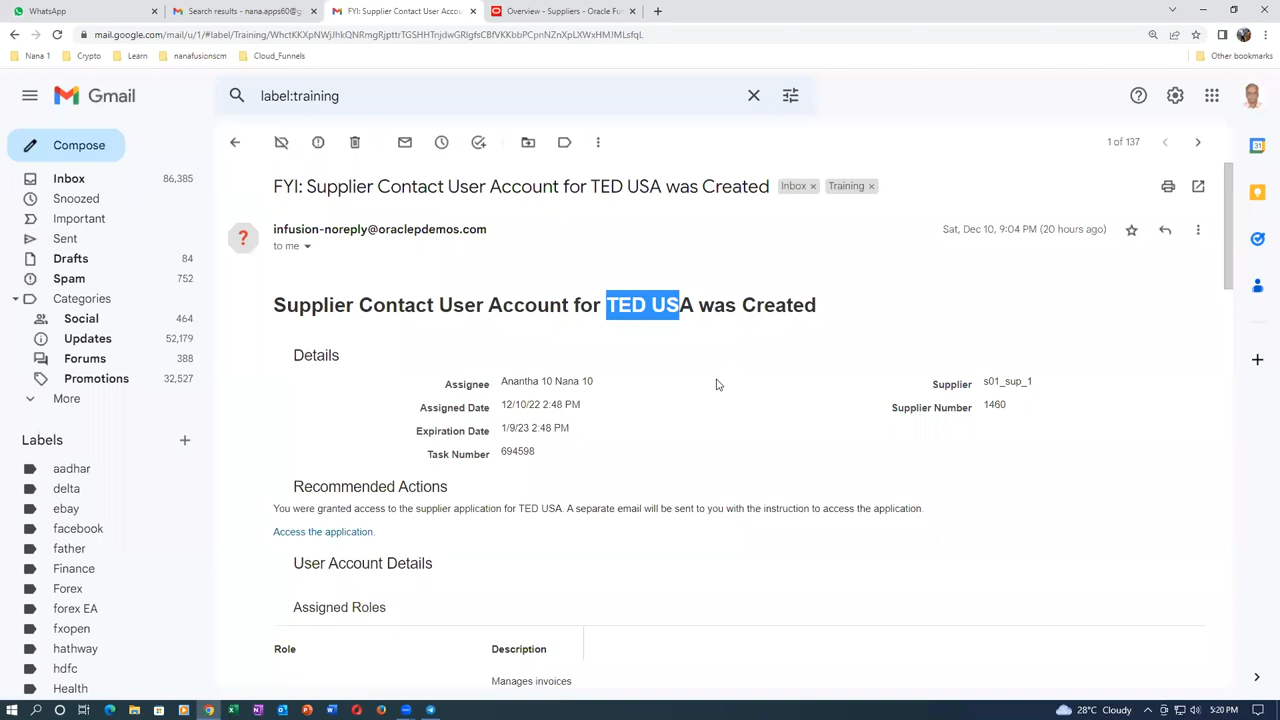 WhatsApp
Search results - nana.apps60@g
FYI: Supplier Contact User Accou
Overview - Suppliers - Oracle Fu
mail.google.com/mail/u/1/#label/Training/
Nana 1
Crypto
Learn
nanafusionscm
Cloud_Funnels
Other bookmarks
Gmail
label:training
Compose
1 of 137
Inbox 86,385
Snoozed
Important
Sent
Drafts 84
Spam 752
Categories
Social 464
Updates 52,179
Forums 388
Promotions 32,527
More
Labels
aadhar
delta
ebay
facebook
father
Finance
Forex
forex EA
fxopen
hathway
hdfc
Health
FYI: Supplier Contact User Account for TED USA was Created Inbox x Training x
infusion-noreply@oraclepdemos.com
Sat, Dec 10, 9:04 PM (20 hours ago)
to me
Supplier Contact User Account for TED USA was Created
Details
Assignee Anantha 10 Nana 10
Supplier s01_sup_1
Assigned Date 12/10/22 2:48 PM
Supplier Number 1460
Expiration Date 1/9/23 2:48 PM
Task Number 694598
Recommended Actions
You were granted access to the supplier application for TED USA. A separate email will be sent to you with the instruction to access the application.
Access the application.
User Account Details
Assigned Roles
Role Description
Manages invoices
28°C Cloudy
5:20 PM